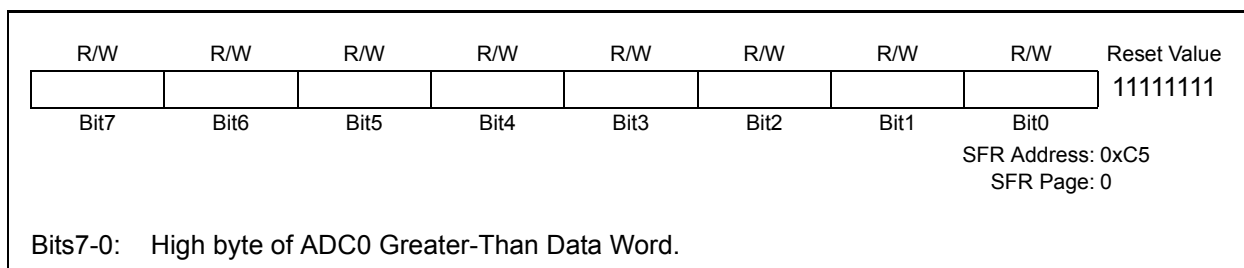 R/W R/W R/W R/W R/W R/W R/W R/W Reset Value
11111111
Bit7 Bit6 Bit5 Bit4 Bit3 Bit2 Bit1 Bit0
SFR Address: 0xC5
SFR Page: 0
Bits7-0: High byte of ADC0 Greater-Than Data Word.